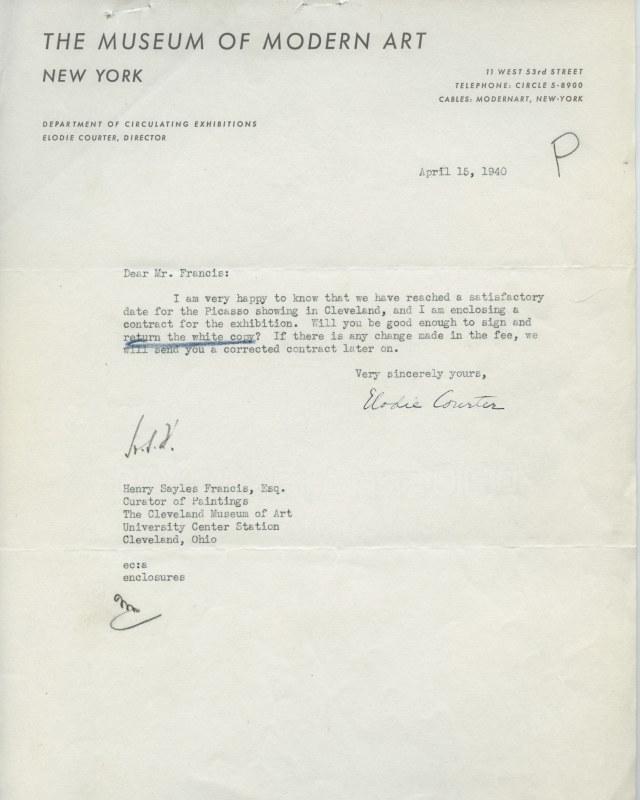 THE MUSEUM OF MODERN ART
NEW YORK
11 WEST 53rd STREET
TELEPHONE: CIRCLE 5-8900
CABLES: MODERNART, NEW-YORK
DEPARTMENT OF CIRCULATING EXHIBITIONS
ELODIE COURTER, DIRECTOR
P
April 15, 1940
Dear Mr. Francis:
I am very happy to know that we have reached a satisfactory
date for the Picasso showing in Cleveland, and I am enclosing a
contract for the exhibition. Will you be good enough to sign and
return the white copy? If there is any change made in the fee, we
will send you a corrected contract later on.
Very sincerely yours,
Elodie Courter
Henry Sayles Francis, Esq.
Curator of Paintings
The Cleveland Museum of Art
University Center Station
Cleveland, Ohio
ec:s
enclosures